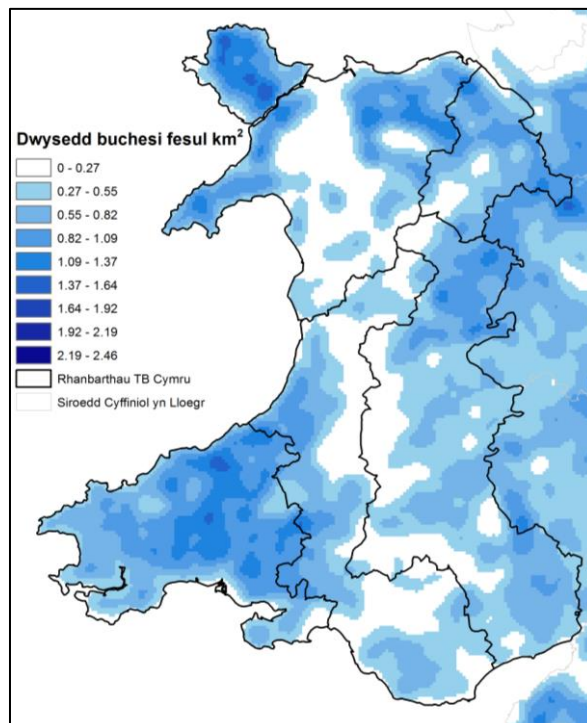 Dwysedd buchesi fesul km²
0 - 0.27
0.27 - 0.55
0.55 - 0.82
0.82 - 1.09
1.09 - 1.37
1.37 - 1.64
1.64 - 1.92
1.92 - 2.19
2.19 - 2.46
Rhanbarthau TB Cymru
Siroedd Cyffiniol yn Lloegr